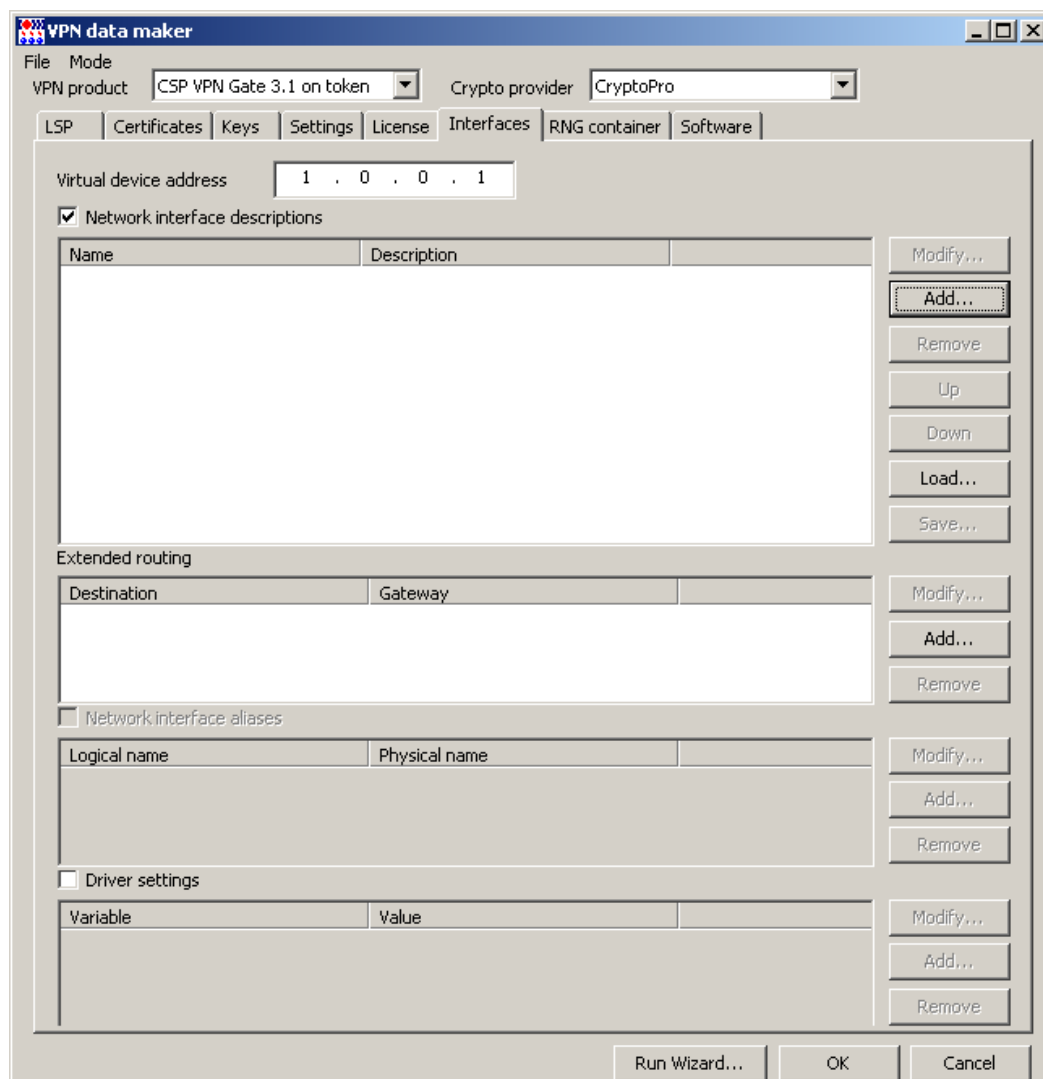 VPN data maker
File Mode
VPN product CSP VPN Gate 3.1 on token Crypto provider CryptoPro
LSP Certificates Keys Settings License Interfaces RNG container Software
Virtual device address 1 . 0 . 0 . 1
Network interface descriptions
Name Description Modify...
Add...
Remove
Up
Down
Load...
Save...
Extended routing
Destination Gateway Modify...
Add...
Remove
Network interface aliases
Logical name Physical name Modify...
Add...
Remove
Driver settings
Variable Value Modify...
Add...
Remove
Run Wizard... OK Cancel